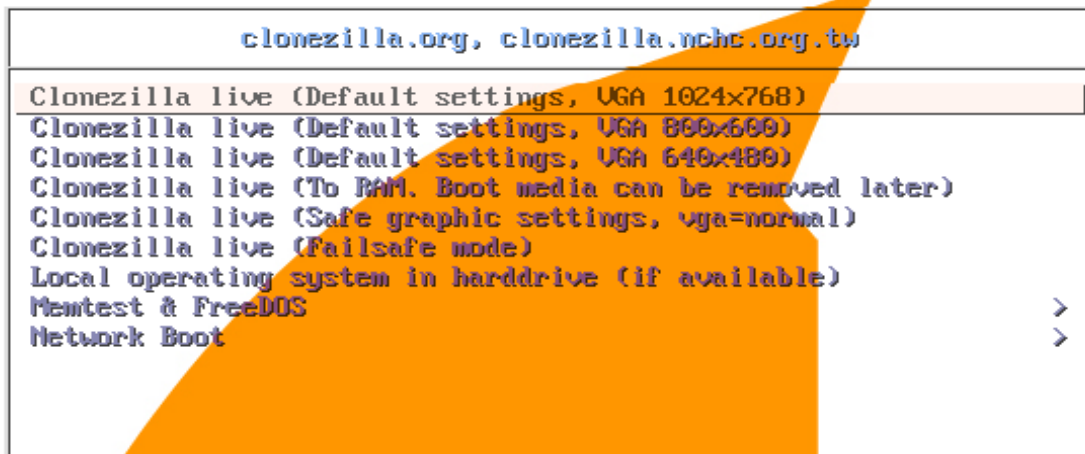 clonezilla.org, clonezilla.nchc.org.tw
Clonezilla live (Default settings, VGA 1024x768)
Clonezilla live (Default settings, VGA 800x600)
Clonezilla live (Default settings, VGA 640x480)
Clonezilla live (To RAM. Boot media can be removed later)
Clonezilla live (Safe graphic settings, vga=normal)
Clonezilla live (Failsafe mode)
Local operating system in harddrive (if available)
Memtest & FreeDOS >
Network Boot >